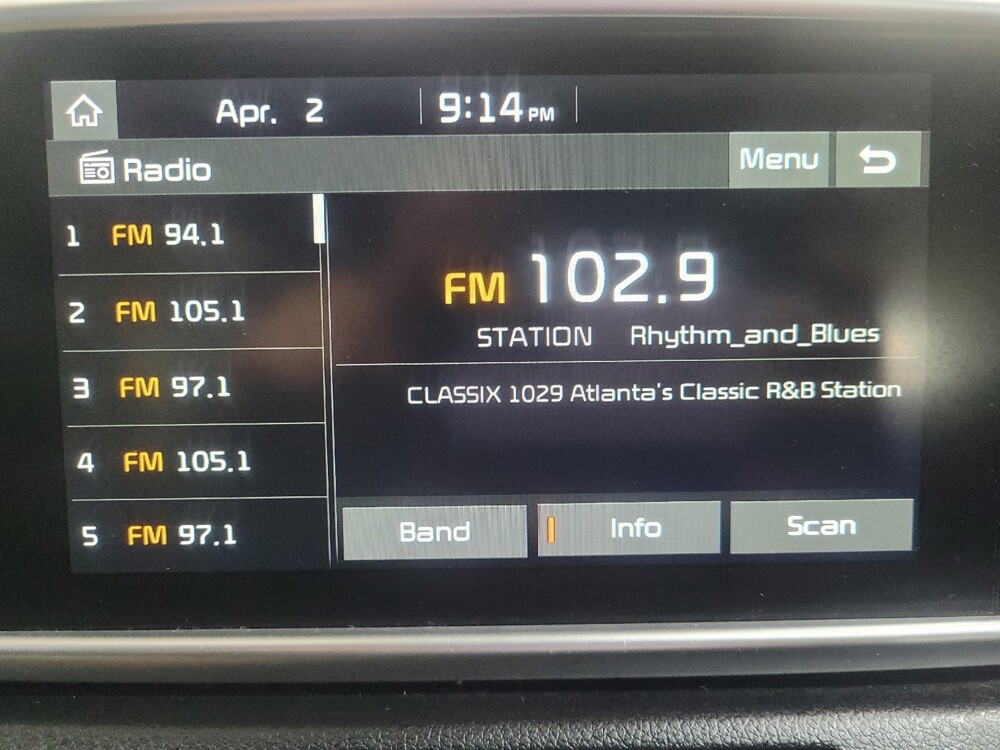 Apr. 2 9:14 PM
Radio Menu
1 FM 94.1
2 FM 105.1
3 FM 97.1
4 FM 105.1
5 FM 97.1
FM 102.9
STATION Rhythm_and_Blues
CLASSIX 1029 Atlanta's Classic R&B Station
Band Info Scan